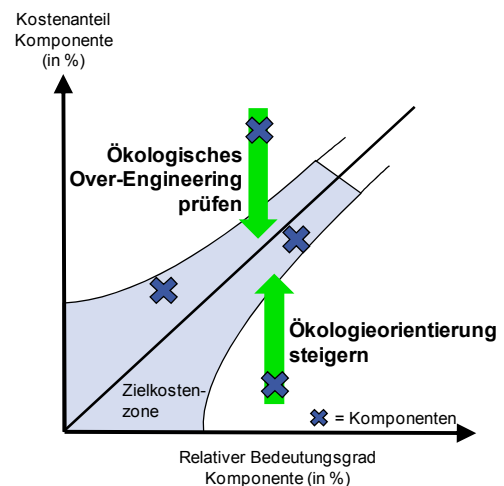 Kostenanteil
Komponente
(in %)
Ökologisches
Over-Engineering
prüfen
Ökologieorientierung
steigern
Zielkosten-
zone
= Komponenten
Relativer Bedeutungsgrad
Komponente (in %)